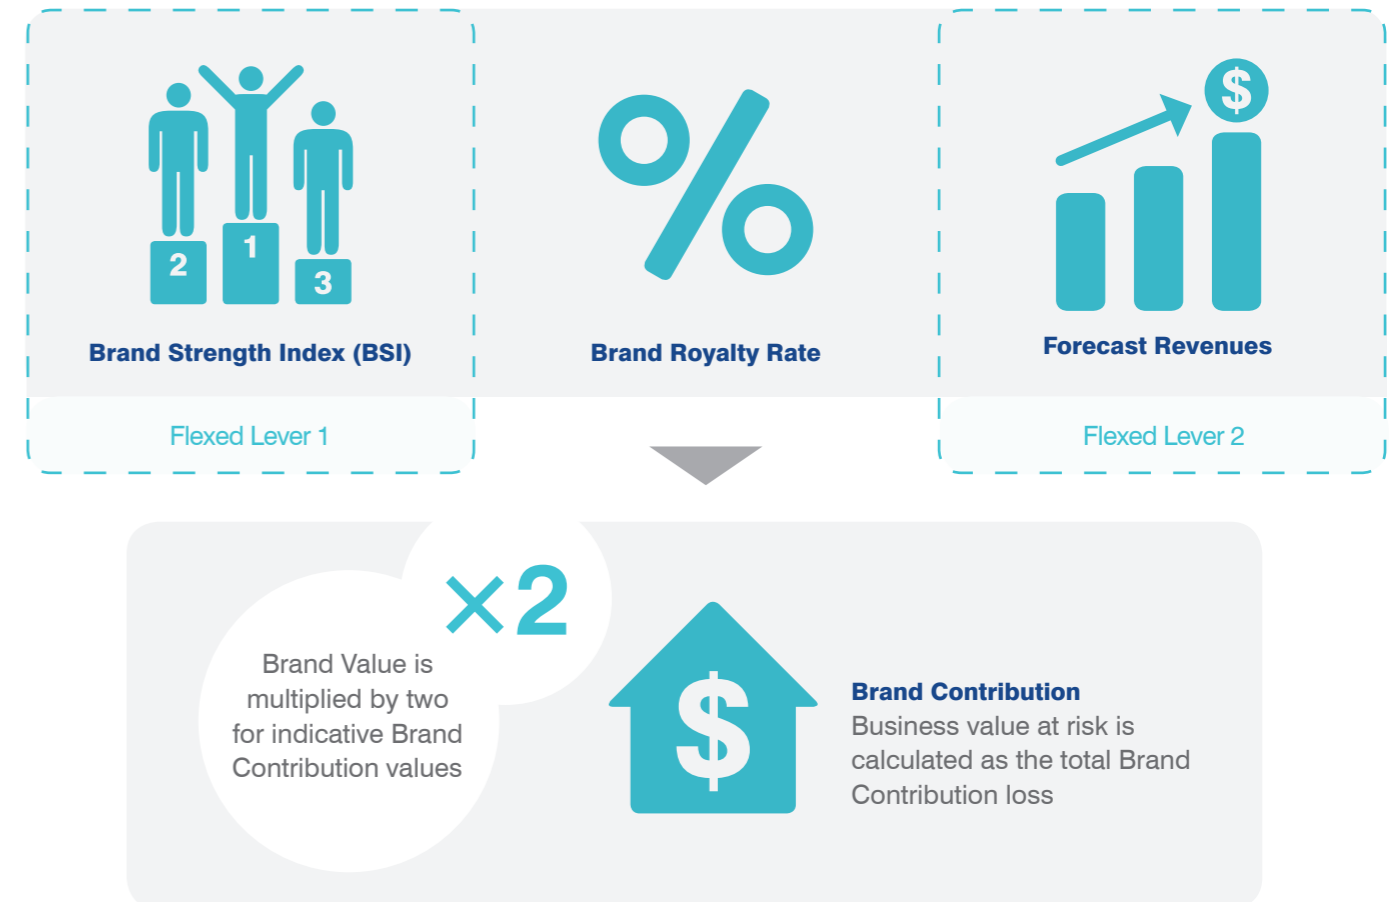 2
1
3
Brand Strength Index (BSI)
Flexed Lever 1
%
Brand Royalty Rate
$
Forecast Revenues
Flexed Lever 2
×2
Brand Value is
multiplied by two
for indicative Brand
Contribution values
$
Brand Contribution
Business value at risk is
calculated as the total Brand
Contribution loss